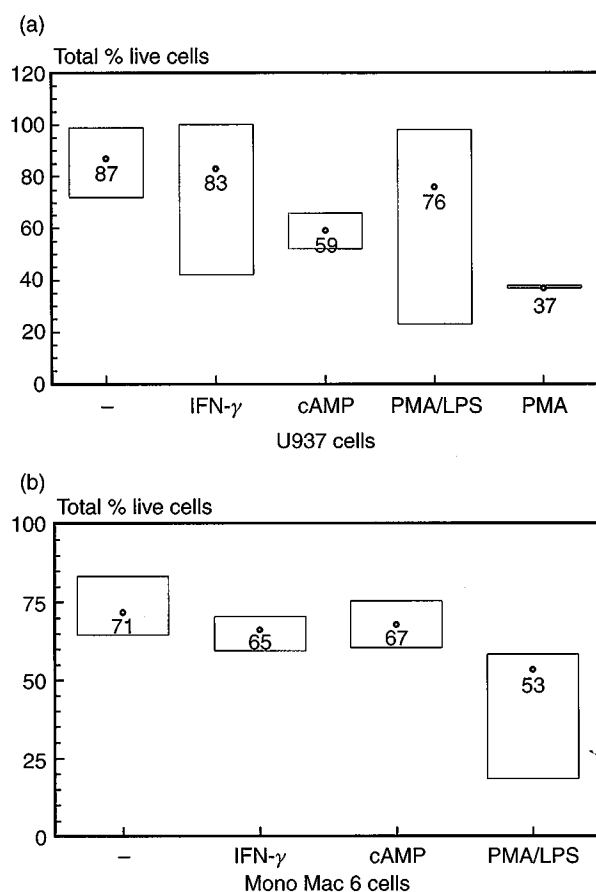 (a)
Total % live cells
120
100
80
60
40
20
0
87
83
59
76
37
– IFN-γ cAMP PMA/LPS PMA
U937 cells
(b)
Total % live cells
100
75
50
25
0
71
65
67
53
– IFN-γ cAMP PMA/LPS
Mono Mac 6 cells